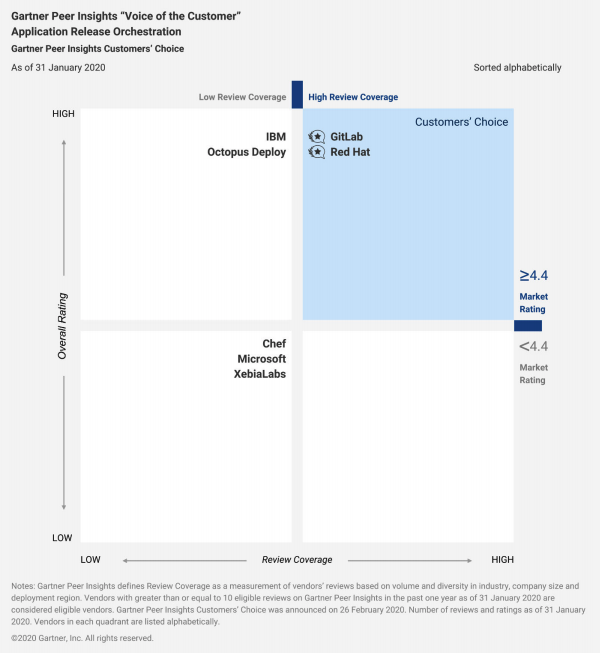 Gartner Peer Insights “Voice of the Customer”
Application Release Orchestration
Gartner Peer Insights Customers’ Choice
As of 31 January 2020
Sorted alphabetically
Low Review Coverage
High Review Coverage
HIGH
Customers’ Choice
IBM
Octopus Deploy
GitLab
Red Hat
≥4.4
Market
Rating
Overall Rating
<4.4
Market
Rating
Chef
Microsoft
XebiaLabs
LOW
LOW
Review Coverage
HIGH
Notes: Gartner Peer Insights defines Review Coverage as a measurement of vendors’ reviews based on volume and diversity in industry, company size and
deployment region. Vendors with greater than or equal to 10 eligible reviews on Gartner Peer Insights in the past one year as of 31 January 2020 are
considered eligible vendors. Gartner Peer Insights Customers’ Choice was announced on 26 February 2020. Number of reviews and ratings as of 31 January
2020. Vendors in each quadrant are listed alphabetically.
©2020 Gartner, Inc. All rights reserved.